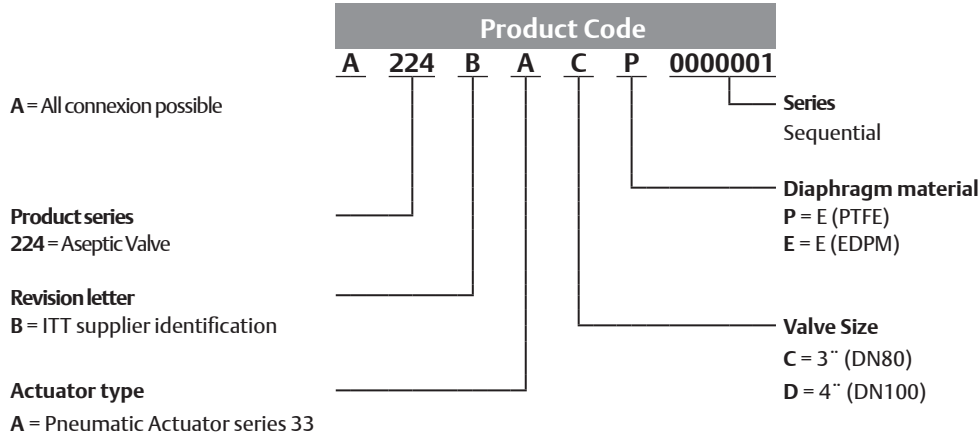 Product Code
A 224 B A C P 0000001
A = All connexion possible
Product series
224 = Aseptic Valve
Revision letter
B = ITT supplier identification
Actuator type
A = Pneumatic Actuator series 33
Series
Sequential
Diaphragm material
P = E (PTFE)
E = E (EDPM)
Valve Size
C = 3¨ (DN80)
D = 4¨ (DN100)